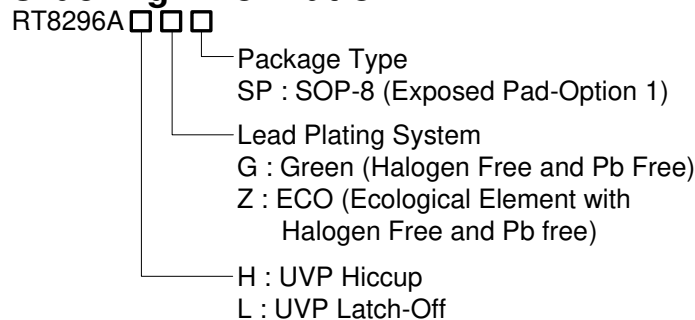 RT8296A
Package Type
SP : SOP-8 (Exposed Pad-Option 1)
Lead Plating System
G : Green (Halogen Free and Pb Free)
Z : ECO (Ecological Element with
Halogen Free and Pb free)
H : UVP Hiccup
L : UVP Latch-Off